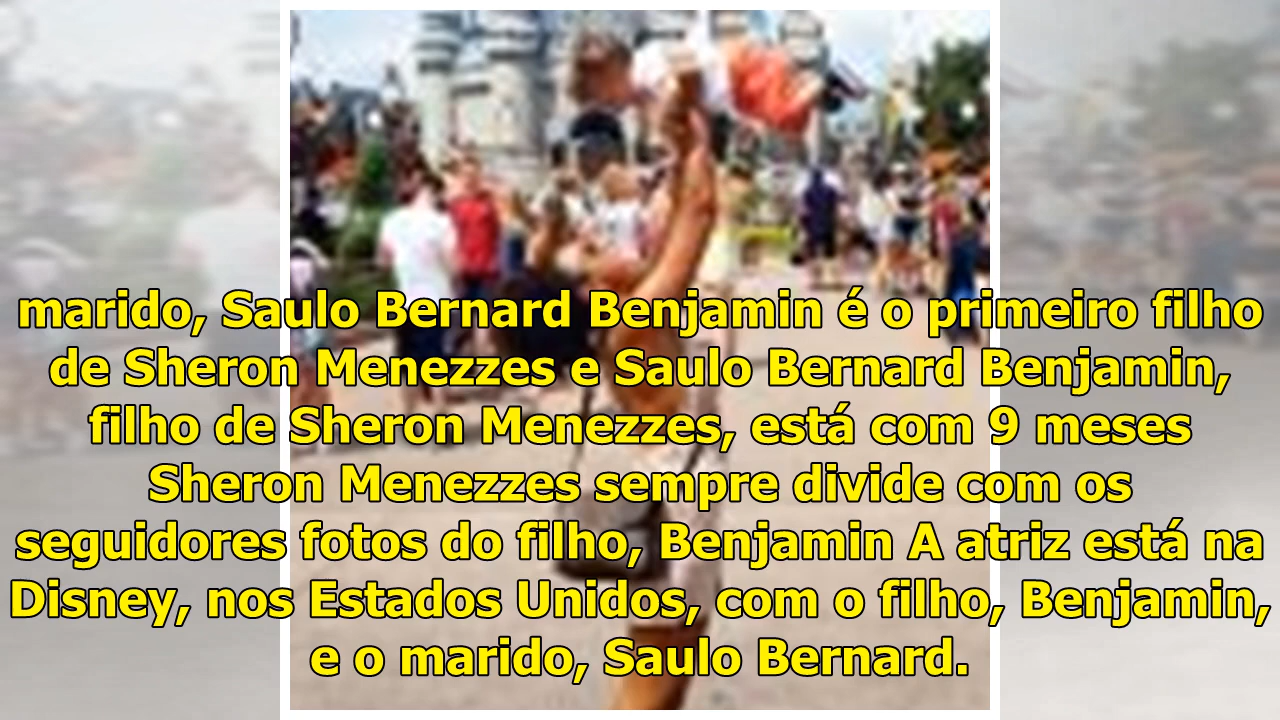 marido, Saulo Bernard Benjamin é o primeiro filho
de Sheron Menezzes e Saulo Bernard Benjamin,
filho de Sheron Menezzes, está com 9 meses
Sheron Menezzes sempre divide com os
seguidores fotos do filho, Benjamin A atriz está na
Disney, nos Estados Unidos, com o filho, Benjamin,
e o marido, Saulo Bernard.